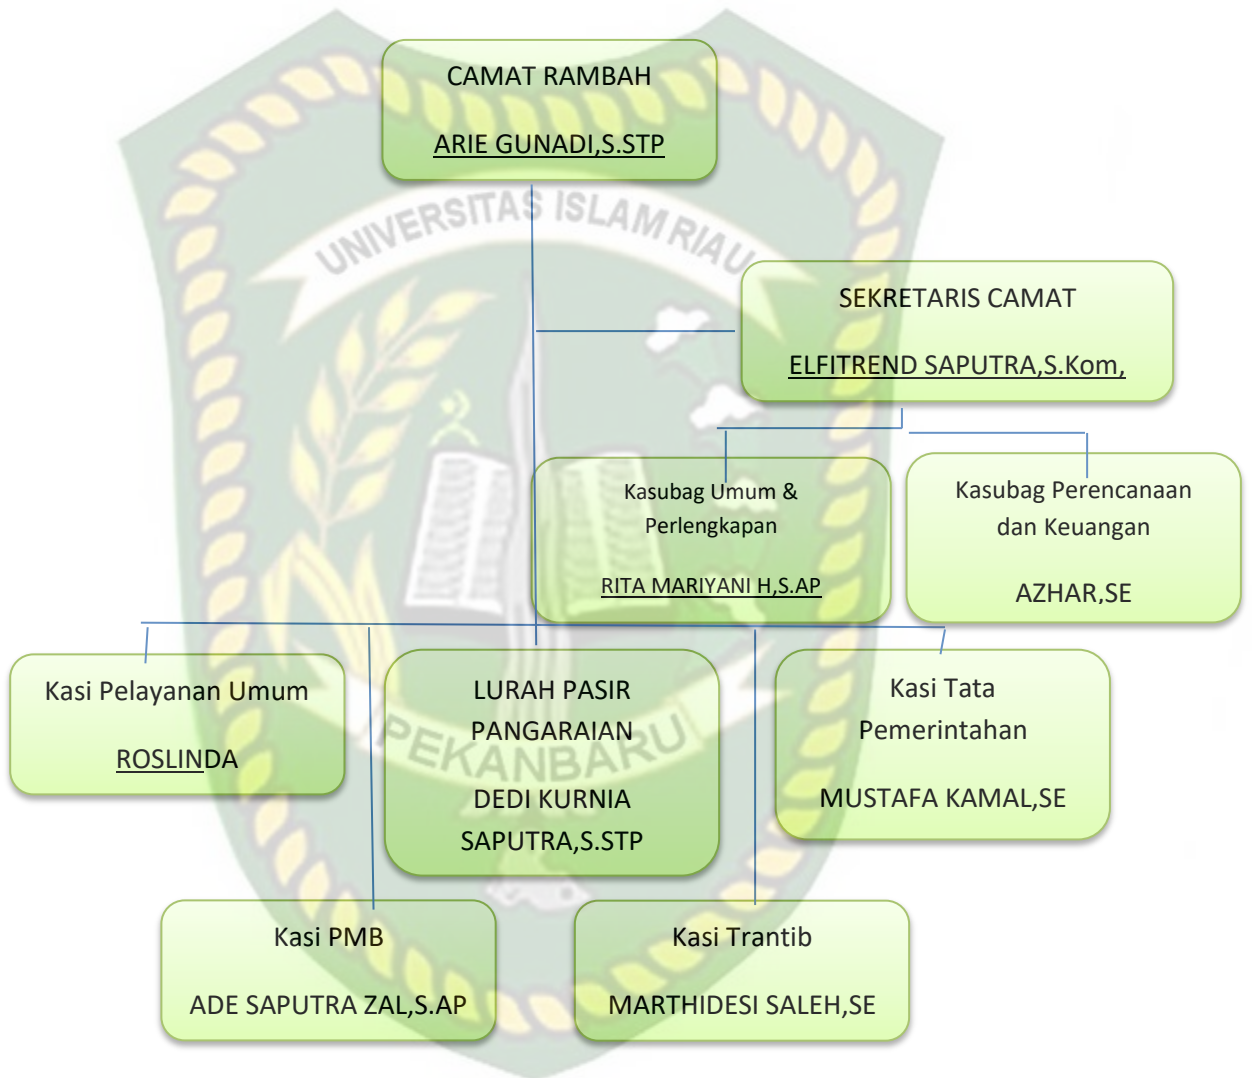 CAMAT RAMBAH
ARIE GUNADI,S.STP
UNIVERSITAS ISLAM RIAU
SEKRETARIS CAMAT
ELFITREND SAPUTRA,S.Kom,
Kasubag Umum &
Perlengkapan
RITA MARIYANI H,S.AP
Kasubag Perencanaan
dan Keuangan
AZHAR,SE
Kasi Pelayanan Umum
ROSLINDA
LURAH PASIR
PANGARAIAN
DEDI KURNIA
SAPUTRA,S.STP
Kasi Tata
Pemerintahan
MUSTAFA KAMAL,SE
PEKANBARU
Kasi PMB
ADE SAPUTRA ZAL,S.AP
Kasi Trantib
MARTHIDESI SALEH,SE